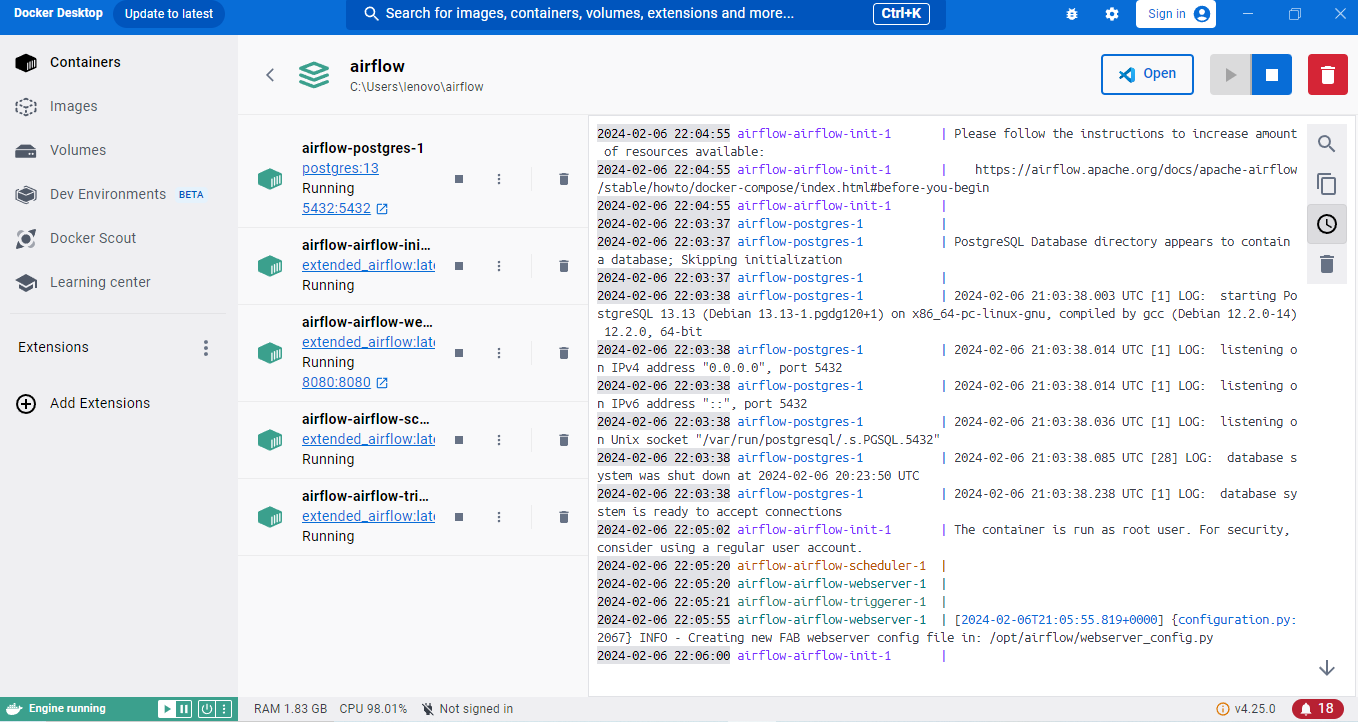 Docker Desktop
Update to latest
Search for images, containers, volumes, extensions and more...
Ctrl+K
Sign in
Containers
Images
Volumes
Dev Environments BETA
Docker Scout
Learning center
Extensions
Add Extensions
airflow
C:\Users\lenovo\airflow
Open
airflow-postgres-1
postgres:13
Running
5432:5432
airflow-airflow-ini...
extended_airflow:late
Running
airflow-airflow-we...
extended_airflow:late
Running
8080:8080
airflow-airflow-sc...
extended_airflow:late
Running
airflow-airflow-tri...
extended_airflow:late
Running
2024-02-06 22:04:55 airflow-airflow-init-1 | Please follow the instructions to increase amount
of resources available:
2024-02-06 22:04:55 airflow-airflow-init-1 | https://airflow.apache.org/docs/apache-airflow
/stable/howto/docker-compose/index.html#before-you-begin
2024-02-06 22:04:55 airflow-airflow-init-1 |
2024-02-06 22:03:37 airflow-postgres-1 |
2024-02-06 22:03:37 airflow-postgres-1 | PostgreSQL Database directory appears to contain
a database; Skipping initialization
2024-02-06 22:03:37 airflow-postgres-1 |
2024-02-06 22:03:38 airflow-postgres-1 | 2024-02-06 21:03:38.003 UTC [1] LOG: starting Po
stgreSQL 13.13 (Debian 13.13-1.pgdg120+1) on x86_64-pc-linux-gnu, compiled by gcc (Debian 12.2.0-14)
12.2.0, 64-bit
2024-02-06 22:03:38 airflow-postgres-1 | 2024-02-06 21:03:38.014 UTC [1] LOG: listening o
n IPv4 address "0.0.0.0", port 5432
2024-02-06 22:03:38 airflow-postgres-1 | 2024-02-06 21:03:38.014 UTC [1] LOG: listening o
n IPv6 address "::", port 5432
2024-02-06 22:03:38 airflow-postgres-1 | 2024-02-06 21:03:38.036 UTC [1] LOG: listening o
n Unix socket "/var/run/postgresql/.s.PGSQL.5432"
2024-02-06 22:03:38 airflow-postgres-1 | 2024-02-06 21:03:38.085 UTC [28] LOG: database s
ystem was shut down at 2024-02-06 20:23:50 UTC
2024-02-06 22:03:38 airflow-postgres-1 | 2024-02-06 21:03:38.238 UTC [1] LOG: database sy
stem is ready to accept connections
2024-02-06 22:05:02 airflow-airflow-init-1 | The container is run as root user. For security,
consider using a regular user account.
2024-02-06 22:05:20 airflow-airflow-scheduler-1 |
2024-02-06 22:05:20 airflow-airflow-webserver-1 |
2024-02-06 22:05:21 airflow-airflow-triggerer-1 |
2024-02-06 22:05:55 airflow-airflow-webserver-1 | [2024-02-06T21:05:55.819+0000] {configuration.py:
2067} INFO - Creating new FAB webserver config file in: /opt/airflow/webserver_config.py
2024-02-06 22:06:00 airflow-airflow-init-1 |
Engine running
RAM 1.83 GB CPU 98.01% Not signed in
v4.25.0
18